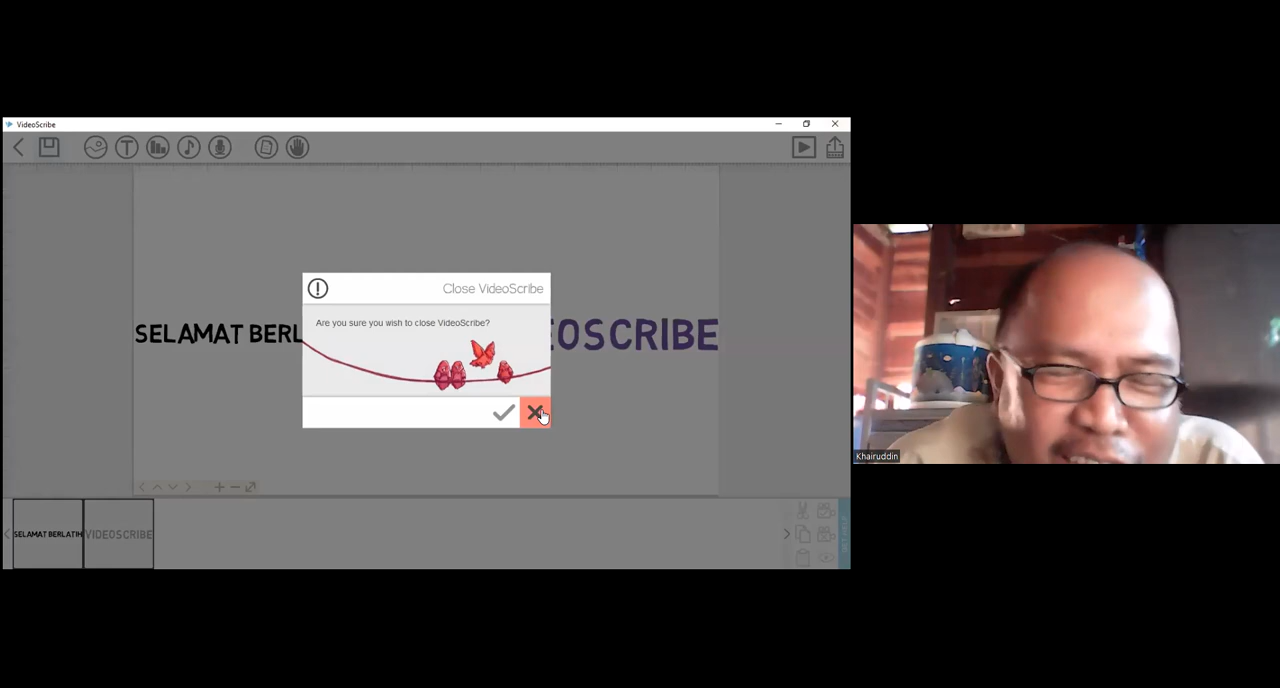 VideoScribe
Close VideoScribe
Are you sure you wish to close VideoScribe?
SELAMAT BERL
EOSCRIBE
Khairuddin
SELAMAT BERLATIH
VIDEOSCRIBE